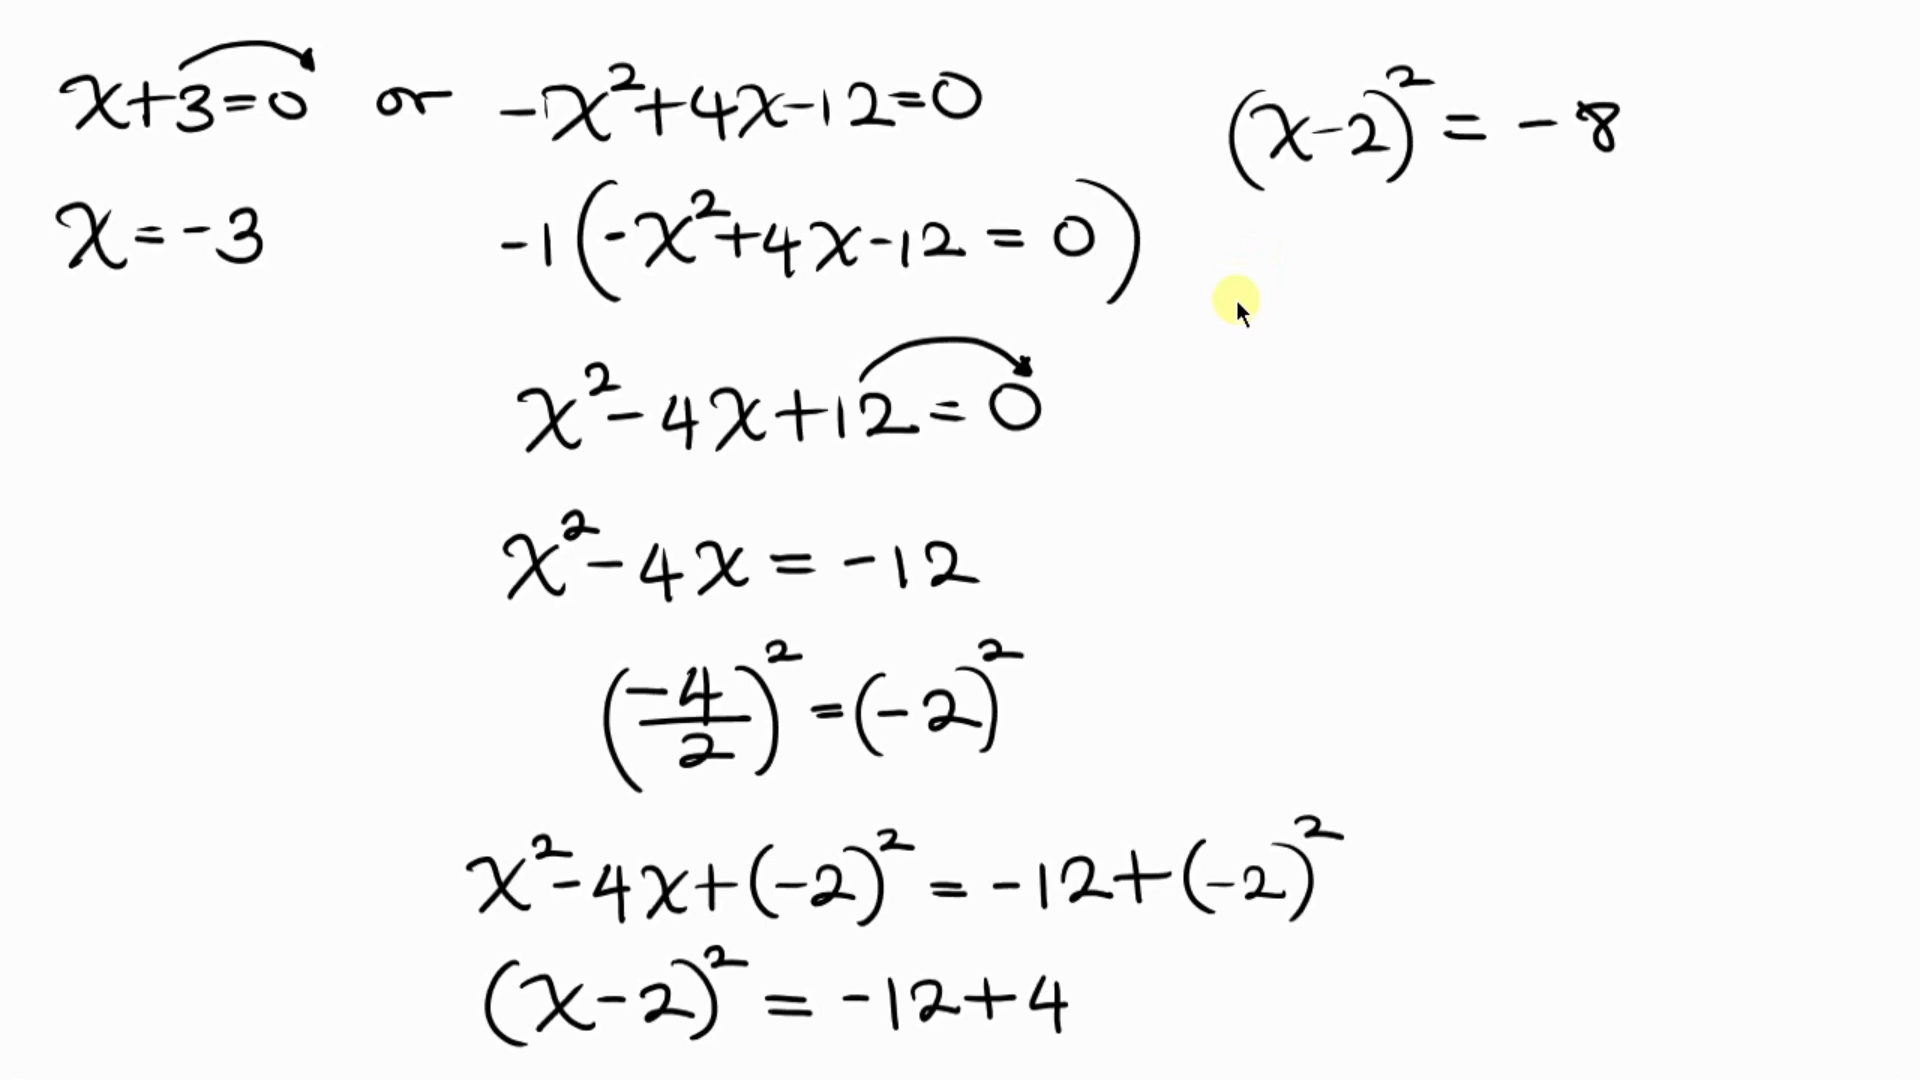 x+3=0 or -x²+4x-12=0
x=-3
-1(-x²+4x-12=0)
x²-4x+12=0
x²-4x=-12
(-4/2)²=(-2)²
x²-4x+(-2)²=-12+(-2)²
(x-2)²=-12+4
(x-2)²=-8